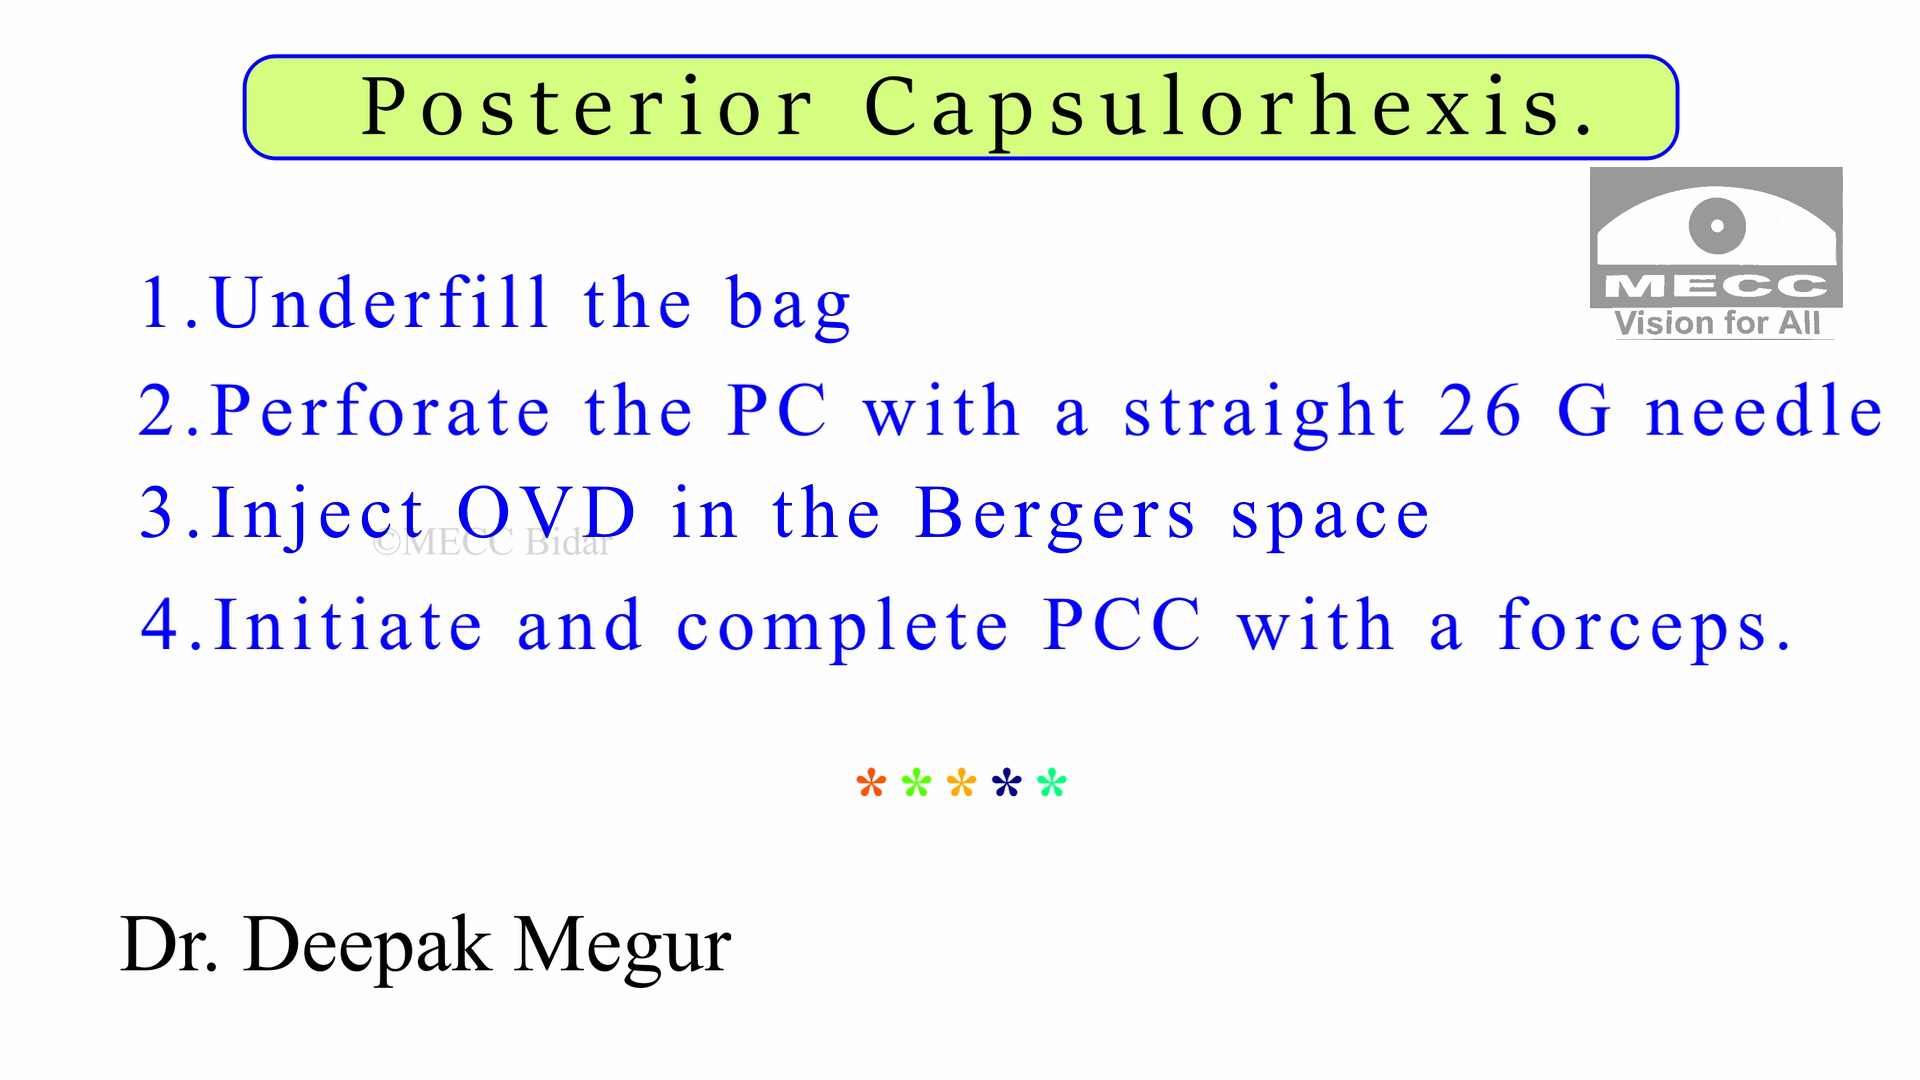 Posterior Capsulorhexis.
MECC
Vision for All
1.Underfill the bag
2.Perforate the PC with a straight 26 G needle
3.Inject OVD in the Bergers space
©MECC Bidar
4.Initiate and complete PCC with a forceps.
*****
Dr. Deepak Megur